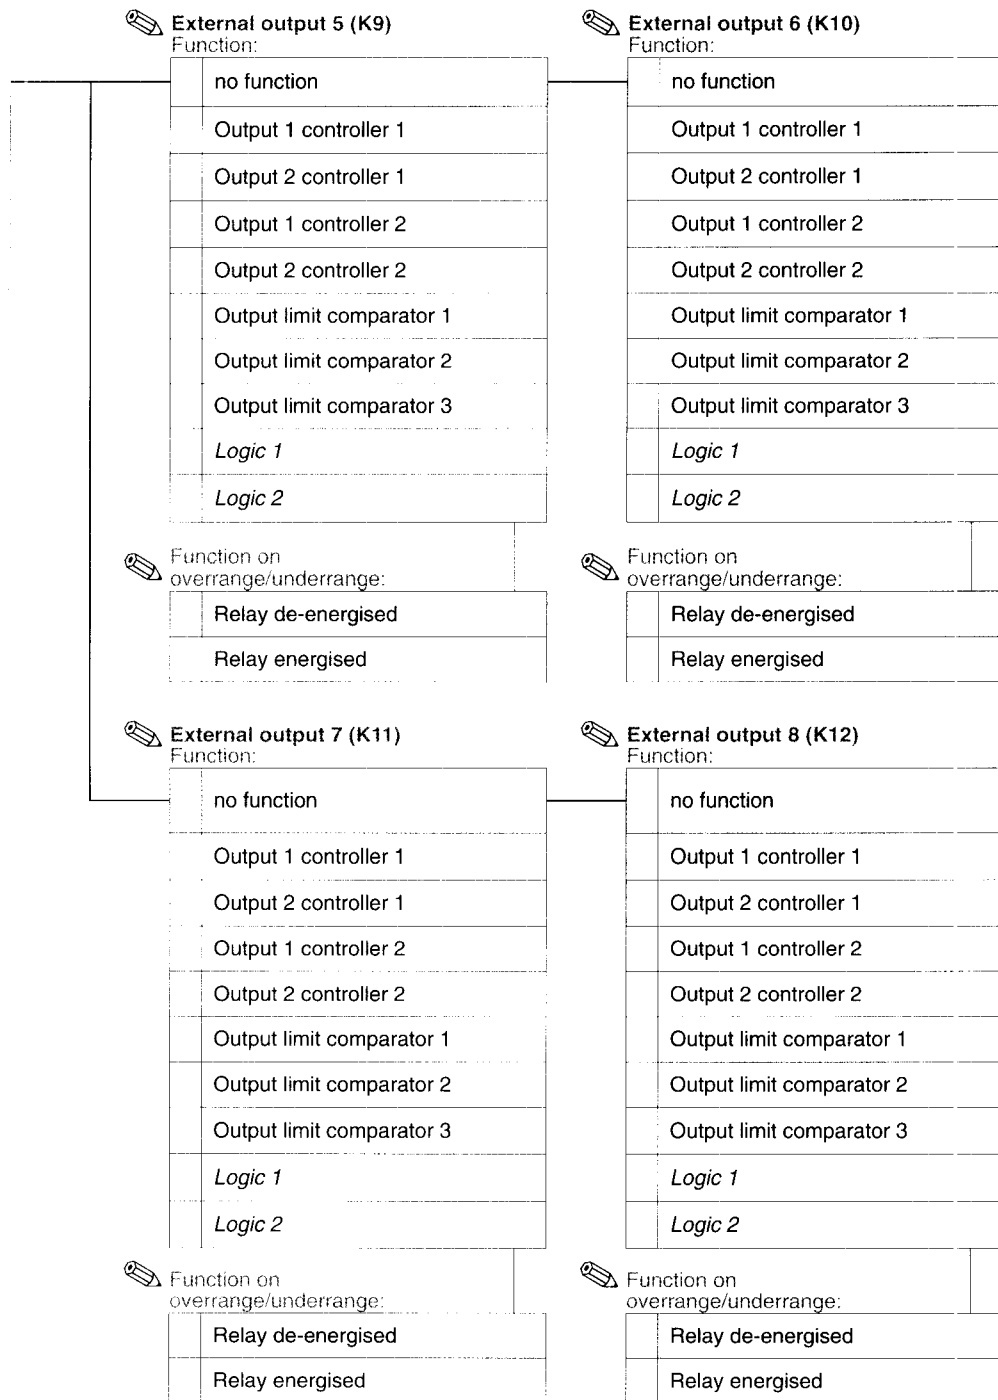 External output 5 (K9)
Function:
no function
Output 1 controller 1
Output 2 controller 1
Output 1 controller 2
Output 2 controller 2
Output limit comparator 1
Output limit comparator 2
Output limit comparator 3
Logic 1
Logic 2
Function on
overrange/underrange:
Relay de-energised
Relay energised
External output 6 (K10)
Function:
no function
Output 1 controller 1
Output 2 controller 1
Output 1 controller 2
Output 2 controller 2
Output limit comparator 1
Output limit comparator 2
Output limit comparator 3
Logic 1
Logic 2
Function on
overrange/underrange:
Relay de-energised
Relay energised
External output 7 (K11)
Function:
no function
Output 1 controller 1
Output 2 controller 1
Output 1 controller 2
Output 2 controller 2
Output limit comparator 1
Output limit comparator 2
Output limit comparator 3
Logic 1
Logic 2
Function on
overrange/underrange:
Relay de-energised
Relay energised
External output 8 (K12)
Function:
no function
Output 1 controller 1
Output 2 controller 1
Output 1 controller 2
Output 2 controller 2
Output limit comparator 1
Output limit comparator 2
Output limit comparator 3
Logic 1
Logic 2
Function on
overrange/underrange:
Relay de-energised
Relay energised